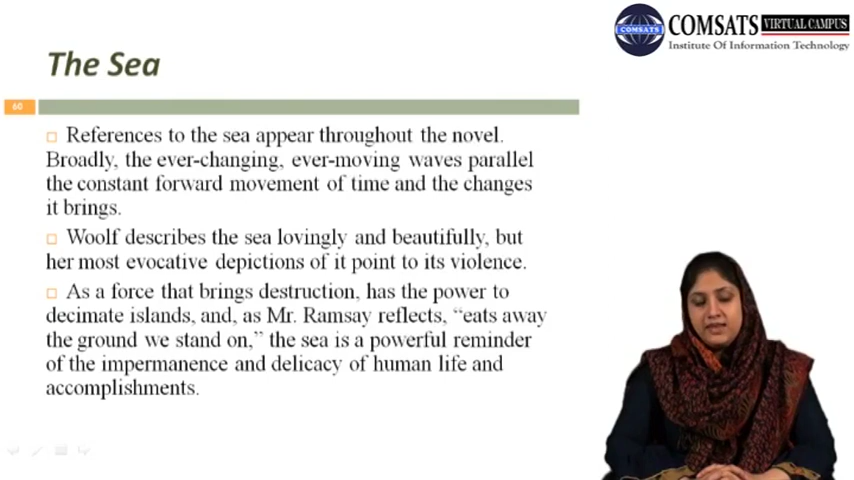 COMSATS
COMSATS VIRTUAL CAMPUS
Institute Of Information Technology
The Sea
60
References to the sea appear throughout the novel.
Broadly, the ever-changing, ever-moving waves parallel
the constant forward movement of time and the changes
it brings.
Woolf describes the sea lovingly and beautifully, but
her most evocative depictions of it point to its violence.
As a force that brings destruction, has the power to
decimate islands, and, as Mr. Ramsay reflects, “eats away
the ground we stand on,” the sea is a powerful reminder
of the impermanence and delicacy of human life and
accomplishments.